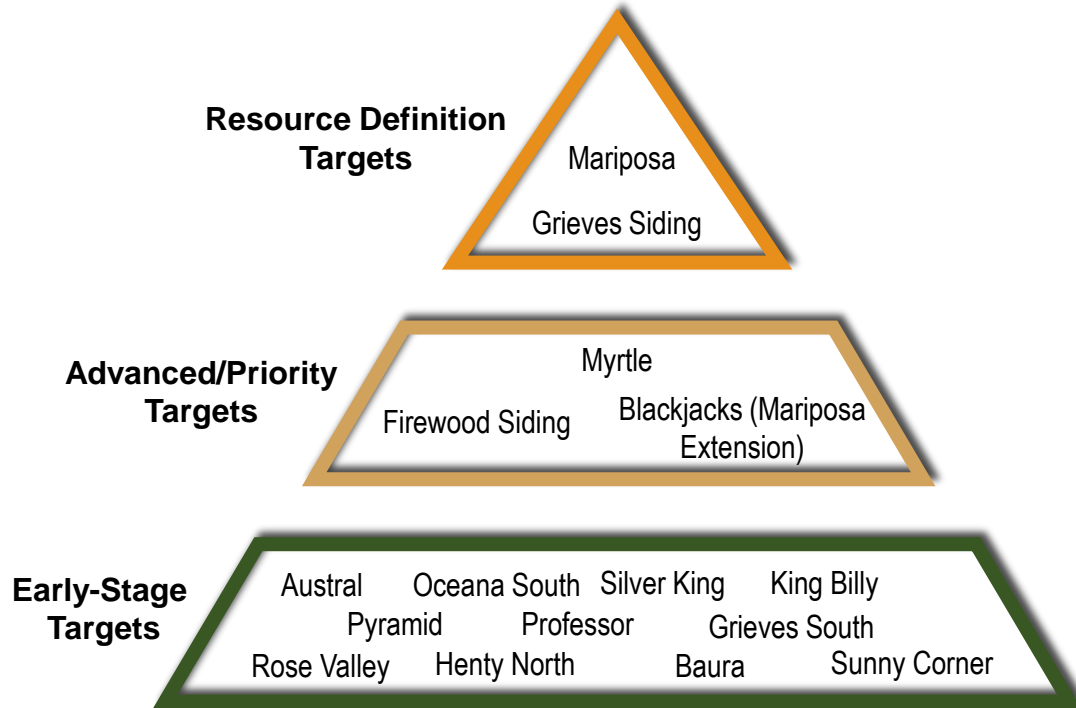 Resource Definition
Targets
Mariposa
Grieves Siding
Advanced/Priority
Targets
Myrtle
Firewood Siding
Blackjacks (Mariposa
Extension)
Early-Stage
Targets
Austral Oceana South Silver King King Billy
Pyramid Professor Grieves South
Rose Valley Henty North Baura Sunny Corner